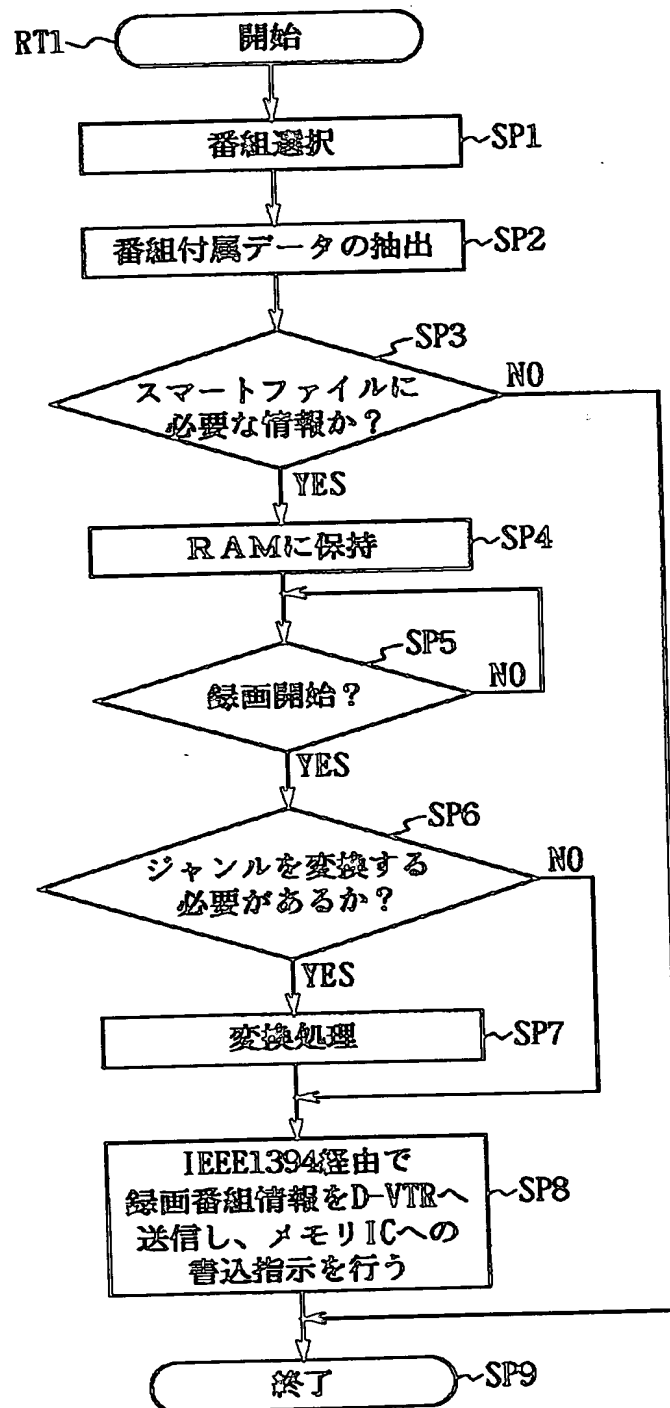 RT1
開始
番組選択
SP1
番組付属データの抽出
SP2
SP3
スマートファイルに
必要な情報か?
NO
YES
RAMに保持
SP4
SP5
録画開始?
NO
YES
SP6
ジャンルを変換する
必要があるか?
NO
YES
変換処理
SP7
IEEE1394経由で
録画番組情報をD-VTRへ
送信し、メモリICへの
書込指示を行う
SP8
終了
SP9